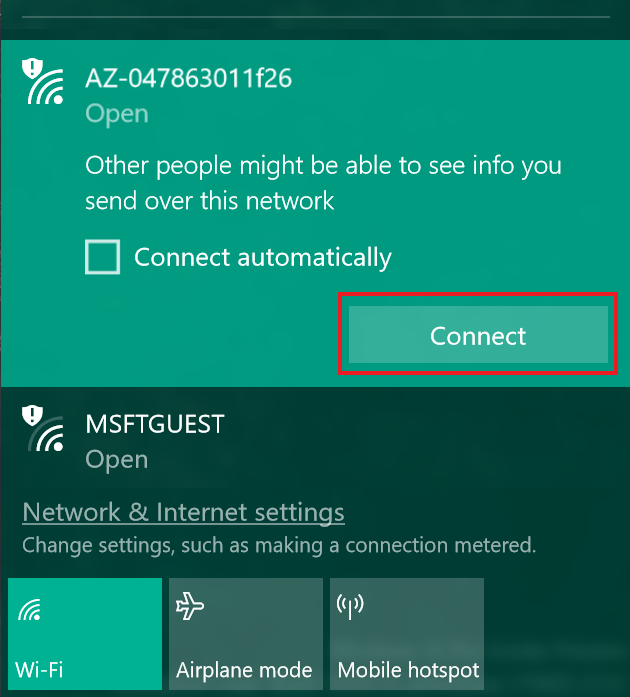 AZ-047863011f26
Open
Other people might be able to see info you
send over this network
Connect automatically
Connect
MSFTGUEST
Open
Network & Internet settings
Change settings, such as making a connection metered.
Wi-Fi
Airplane mode
Mobile hotspot